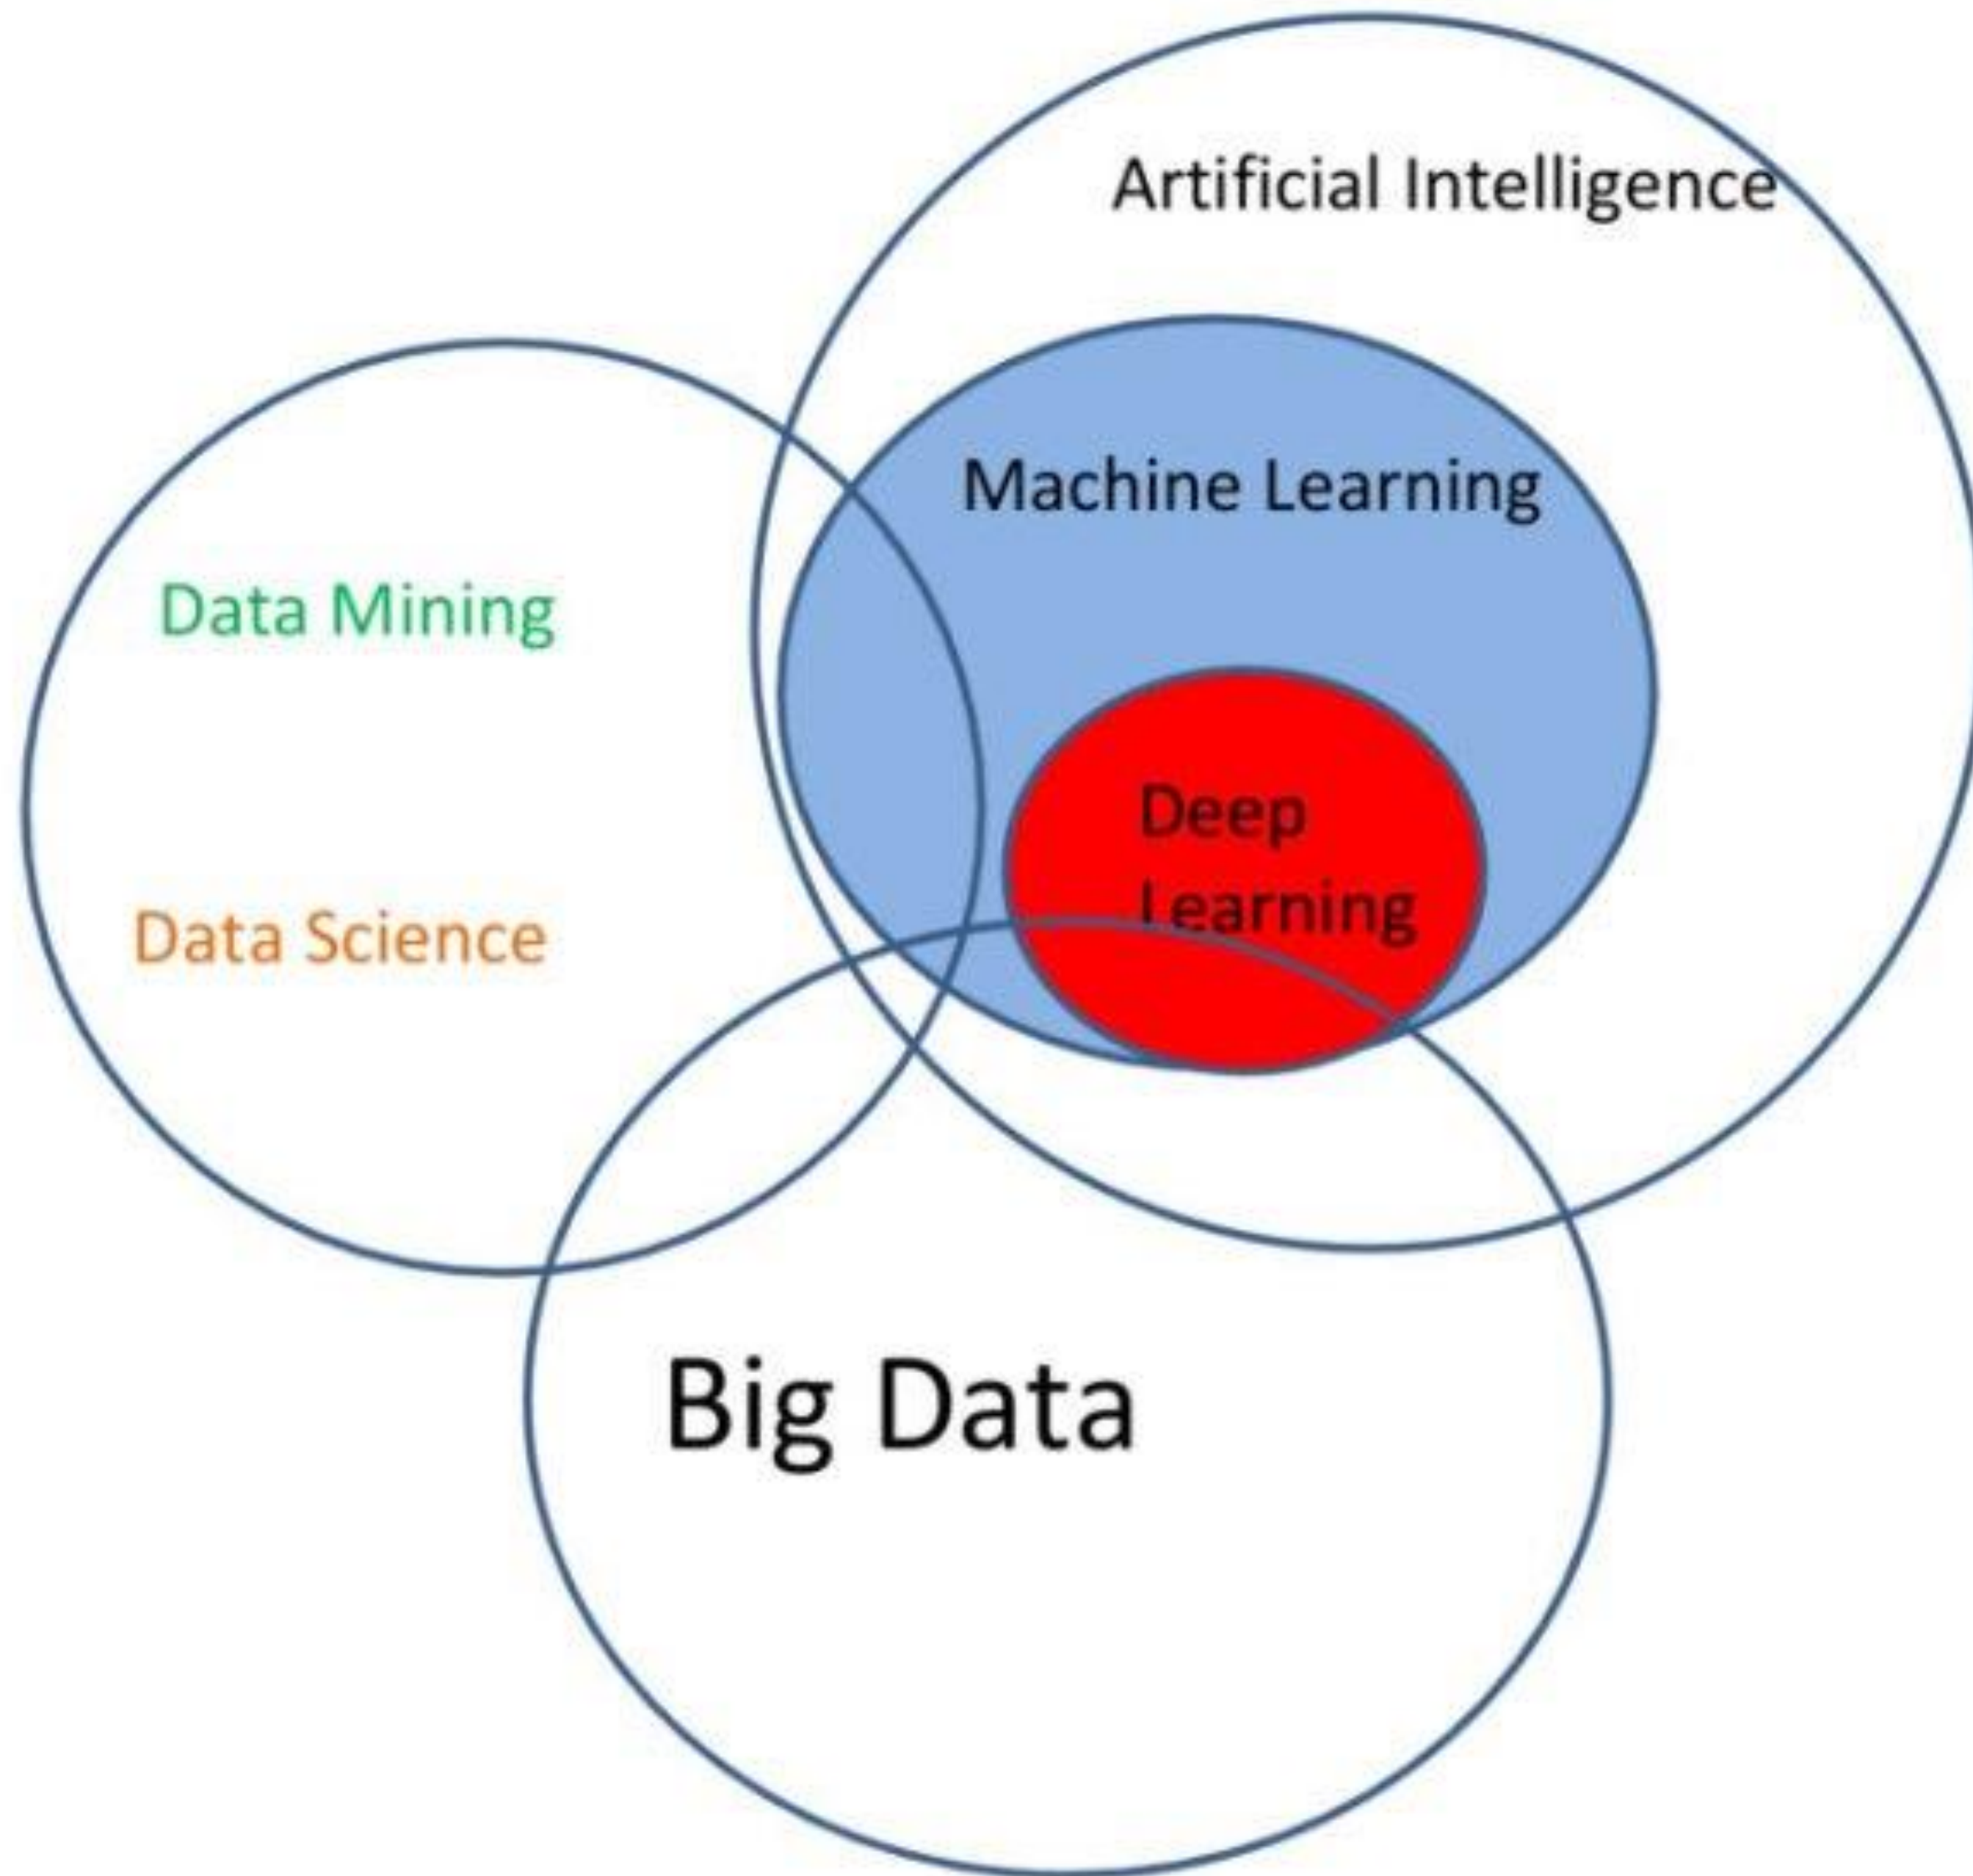 Artificial Intelligence
Machine Learning
Data Mining
Deep
Learning
Data Science
Big Data